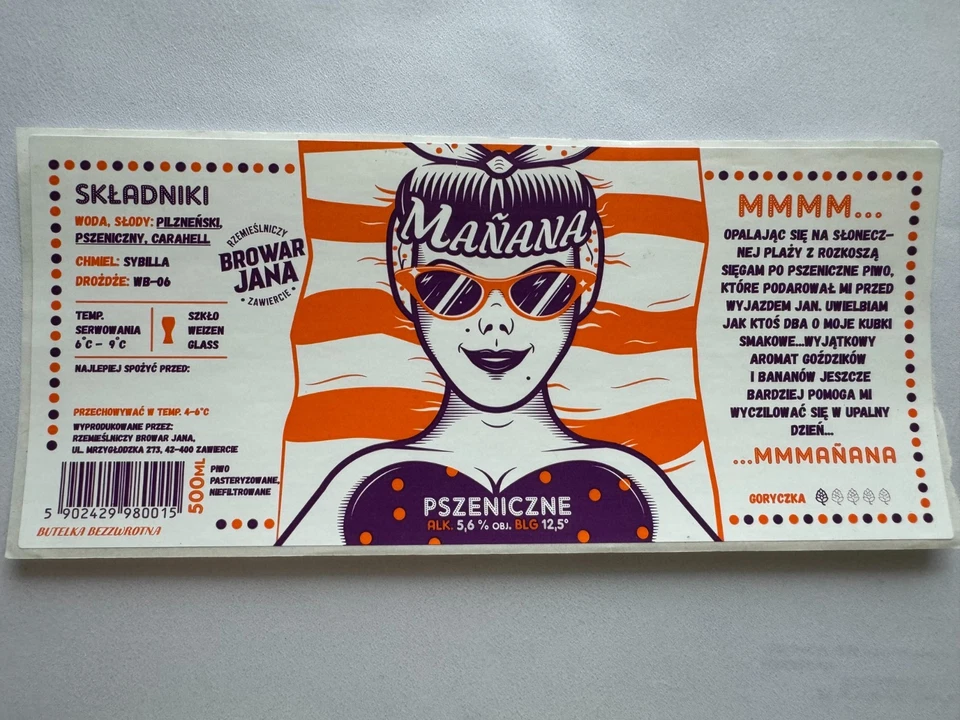 SKŁADNIKI
WODA, SŁODY: PILZNEŃSKI,
PSZENICZNY, CARAHELL
CHMIEL: SYBILLA
DROŻDŻE: WB-06
TEMP.
SERWOWANIA
6°C – 9°C
SZKŁO
WEIZEN
GLASS
NAJLEPIEJ SPOŻYĆ PRZED:
PRZECHOWYWAĆ W TEMP. 4-6°C
WYPRODUKOWANE PRZEZ:
RZEMIEŚLNICZY BROWAR JANA,
UL. MRZYGŁODZKA 273, 42-400 ZAWIERCIE
5 902429 980015
500ML
PIWO
PASTERYZOWANE,
NIEFILTROWANE
BUTELKA BEZZWROTNA
RZEMIEŚLNICZY
BROWAR
JANA
• ZAWIERCIE •
MAÑANA
PSZENICZNE
ALK. 5,6 % OBJ. BLG 12,5°
MMMM...
OPALAJĄC SIĘ NA SŁONECZ-
NEJ PLAŻY Z ROZKOSZĄ
SIĘGAM PO PSZENICZNE PIWO,
KTÓRE PODAROWAŁ MI PRZED
WYJAZDEM JAN. UWIELBIAM
JAK KTOŚ DBA O MOJE KUBKI
SMAKOWE...WYJĄTKOWY
AROMAT GOŹDZIKÓW
I BANANÓW JESZCZE
BARDZIEJ POMOGA MI
WYCZILOWAĆ SIĘ W UPALNY
DZIEŃ...
...MMMAÑANA
GORYCZKA